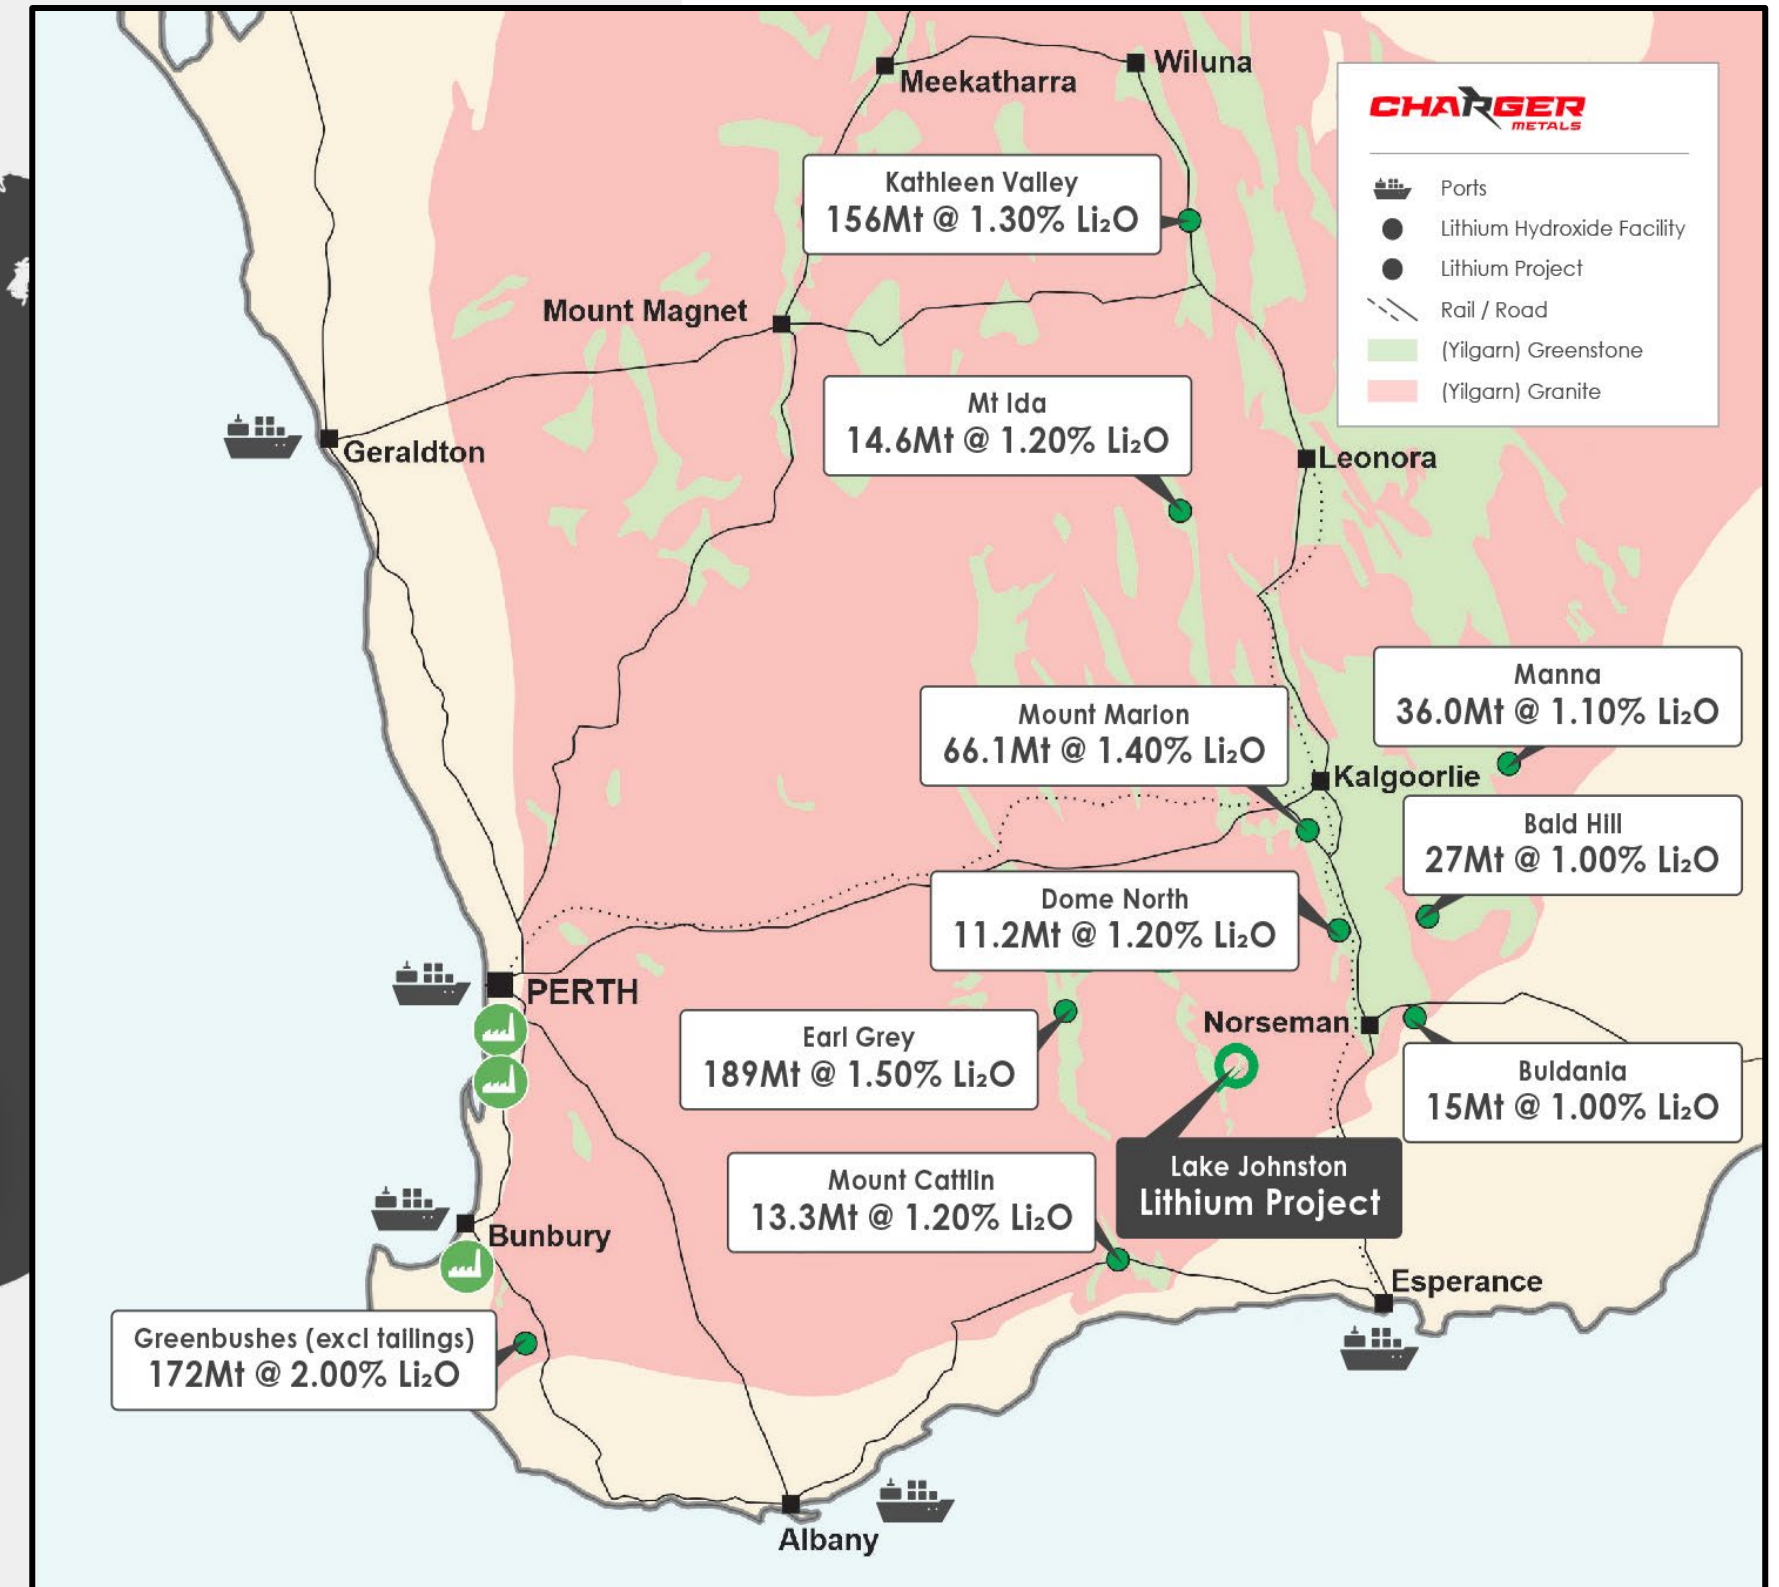 Meekatharra
Wiluna
CHARGER
METALS
Ports
Lithium Hydroxide Facility
Lithium Project
Rail / Road
(Yilgarn) Greenstone
(Yilgarn) Granite
Kathleen Valley
156Mt @ 1.30% Li₂O
Mount Magnet
Mt Ida
14.6Mt @ 1.20% Li₂O
Geraldton
Leonora
Manna
36.0Mt @ 1.10% Li₂O
Mount Marion
66.1Mt @ 1.40% Li₂O
Kalgoorlie
Bald Hill
27Mt @ 1.00% Li₂O
Dome North
11.2Mt @ 1.20% Li₂O
PERTH
Earl Grey
189Mt @ 1.50% Li₂O
Norseman
Buldania
15Mt @ 1.00% Li₂O
Lake Johnston
Lithium Project
Mount Cattlin
13.3Mt @ 1.20% Li₂O
Bunbury
Esperance
Greenbushes (excl tailings)
172Mt @ 2.00% Li₂O
Albany